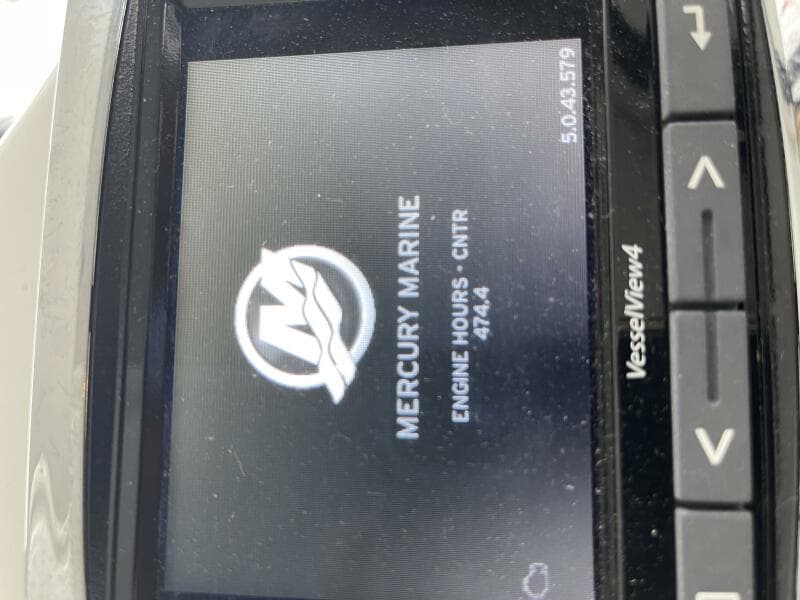 MERCURY MARINE
ENGINE HOURS - CNTR
474.4
5.0.43.579
VesselView4